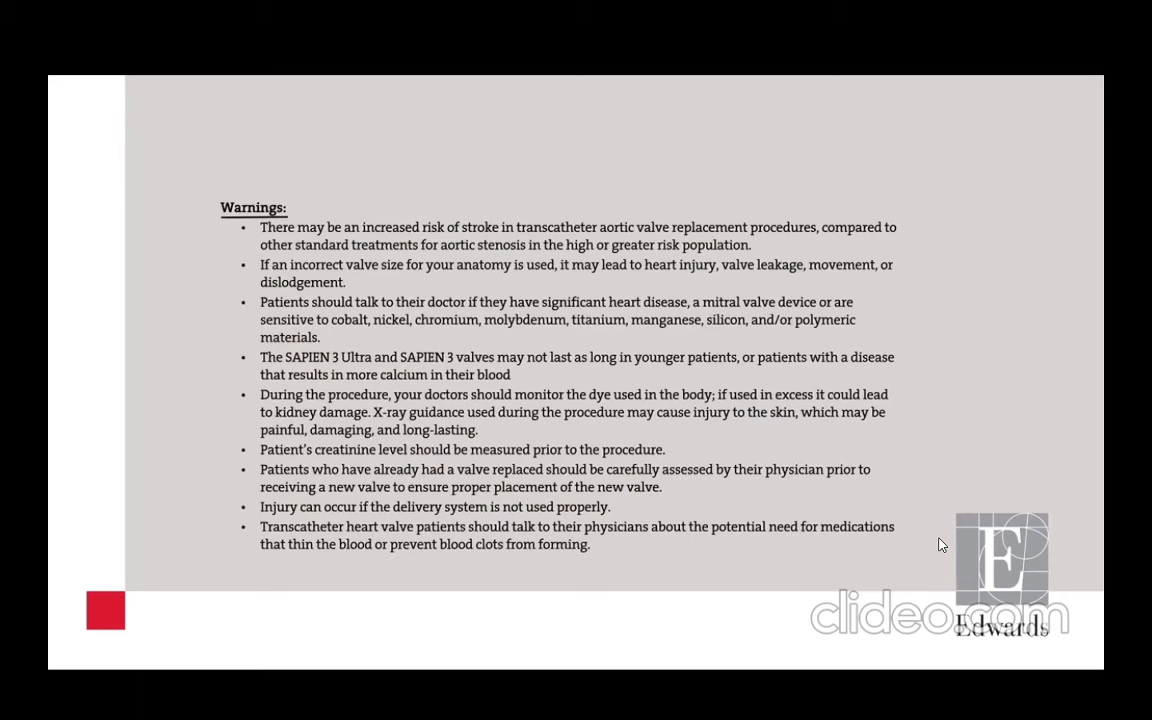 Warnings:
• There may be an increased risk of stroke in transcatheter aortic valve replacement procedures, compared to
other standard treatments for aortic stenosis in the high or greater risk population.
• If an incorrect valve size for your anatomy is used, it may lead to heart injury, valve leakage, movement, or
dislodgement.
• Patients should talk to their doctor if they have significant heart disease, a mitral valve device or are
sensitive to cobalt, nickel, chromium, molybdenum, titanium, manganese, silicon, and/or polymeric
materials.
• The SAPIEN 3 Ultra and SAPIEN 3 valves may not last as long in younger patients, or patients with a disease
that results in more calcium in their blood
• During the procedure, your doctors should monitor the dye used in the body; if used in excess it could lead
to kidney damage. X-ray guidance used during the procedure may cause injury to the skin, which may be
painful, damaging, and long-lasting.
• Patient’s creatinine level should be measured prior to the procedure.
• Patients who have already had a valve replaced should be carefully assessed by their physician prior to
receiving a new valve to ensure proper placement of the new valve.
• Injury can occur if the delivery system is not used properly.
• Transcatheter heart valve patients should talk to their physicians about the potential need for medications
that thin the blood or prevent blood clots from forming.
E
clideo.com
Edwards